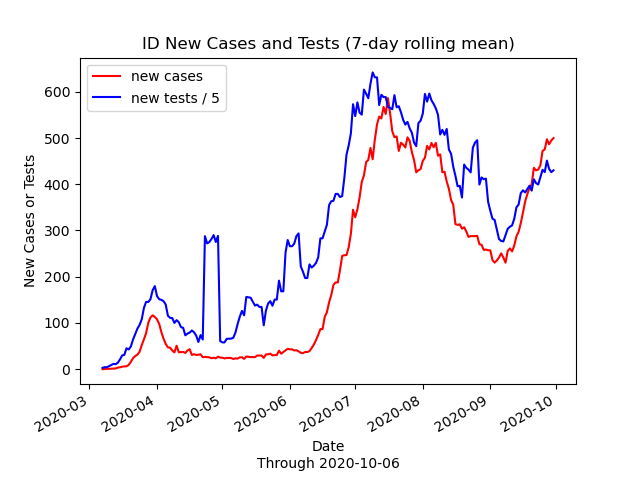 ID New Cases and Tests (7-day rolling mean)
new cases
new tests / 5
New Cases or Tests
600
500
400
300
200
100
0
2020-03
2020-04
2020-05
2020-06
2020-07
2020-08
2020-09
2020-10
Date
Through 2020-10-06